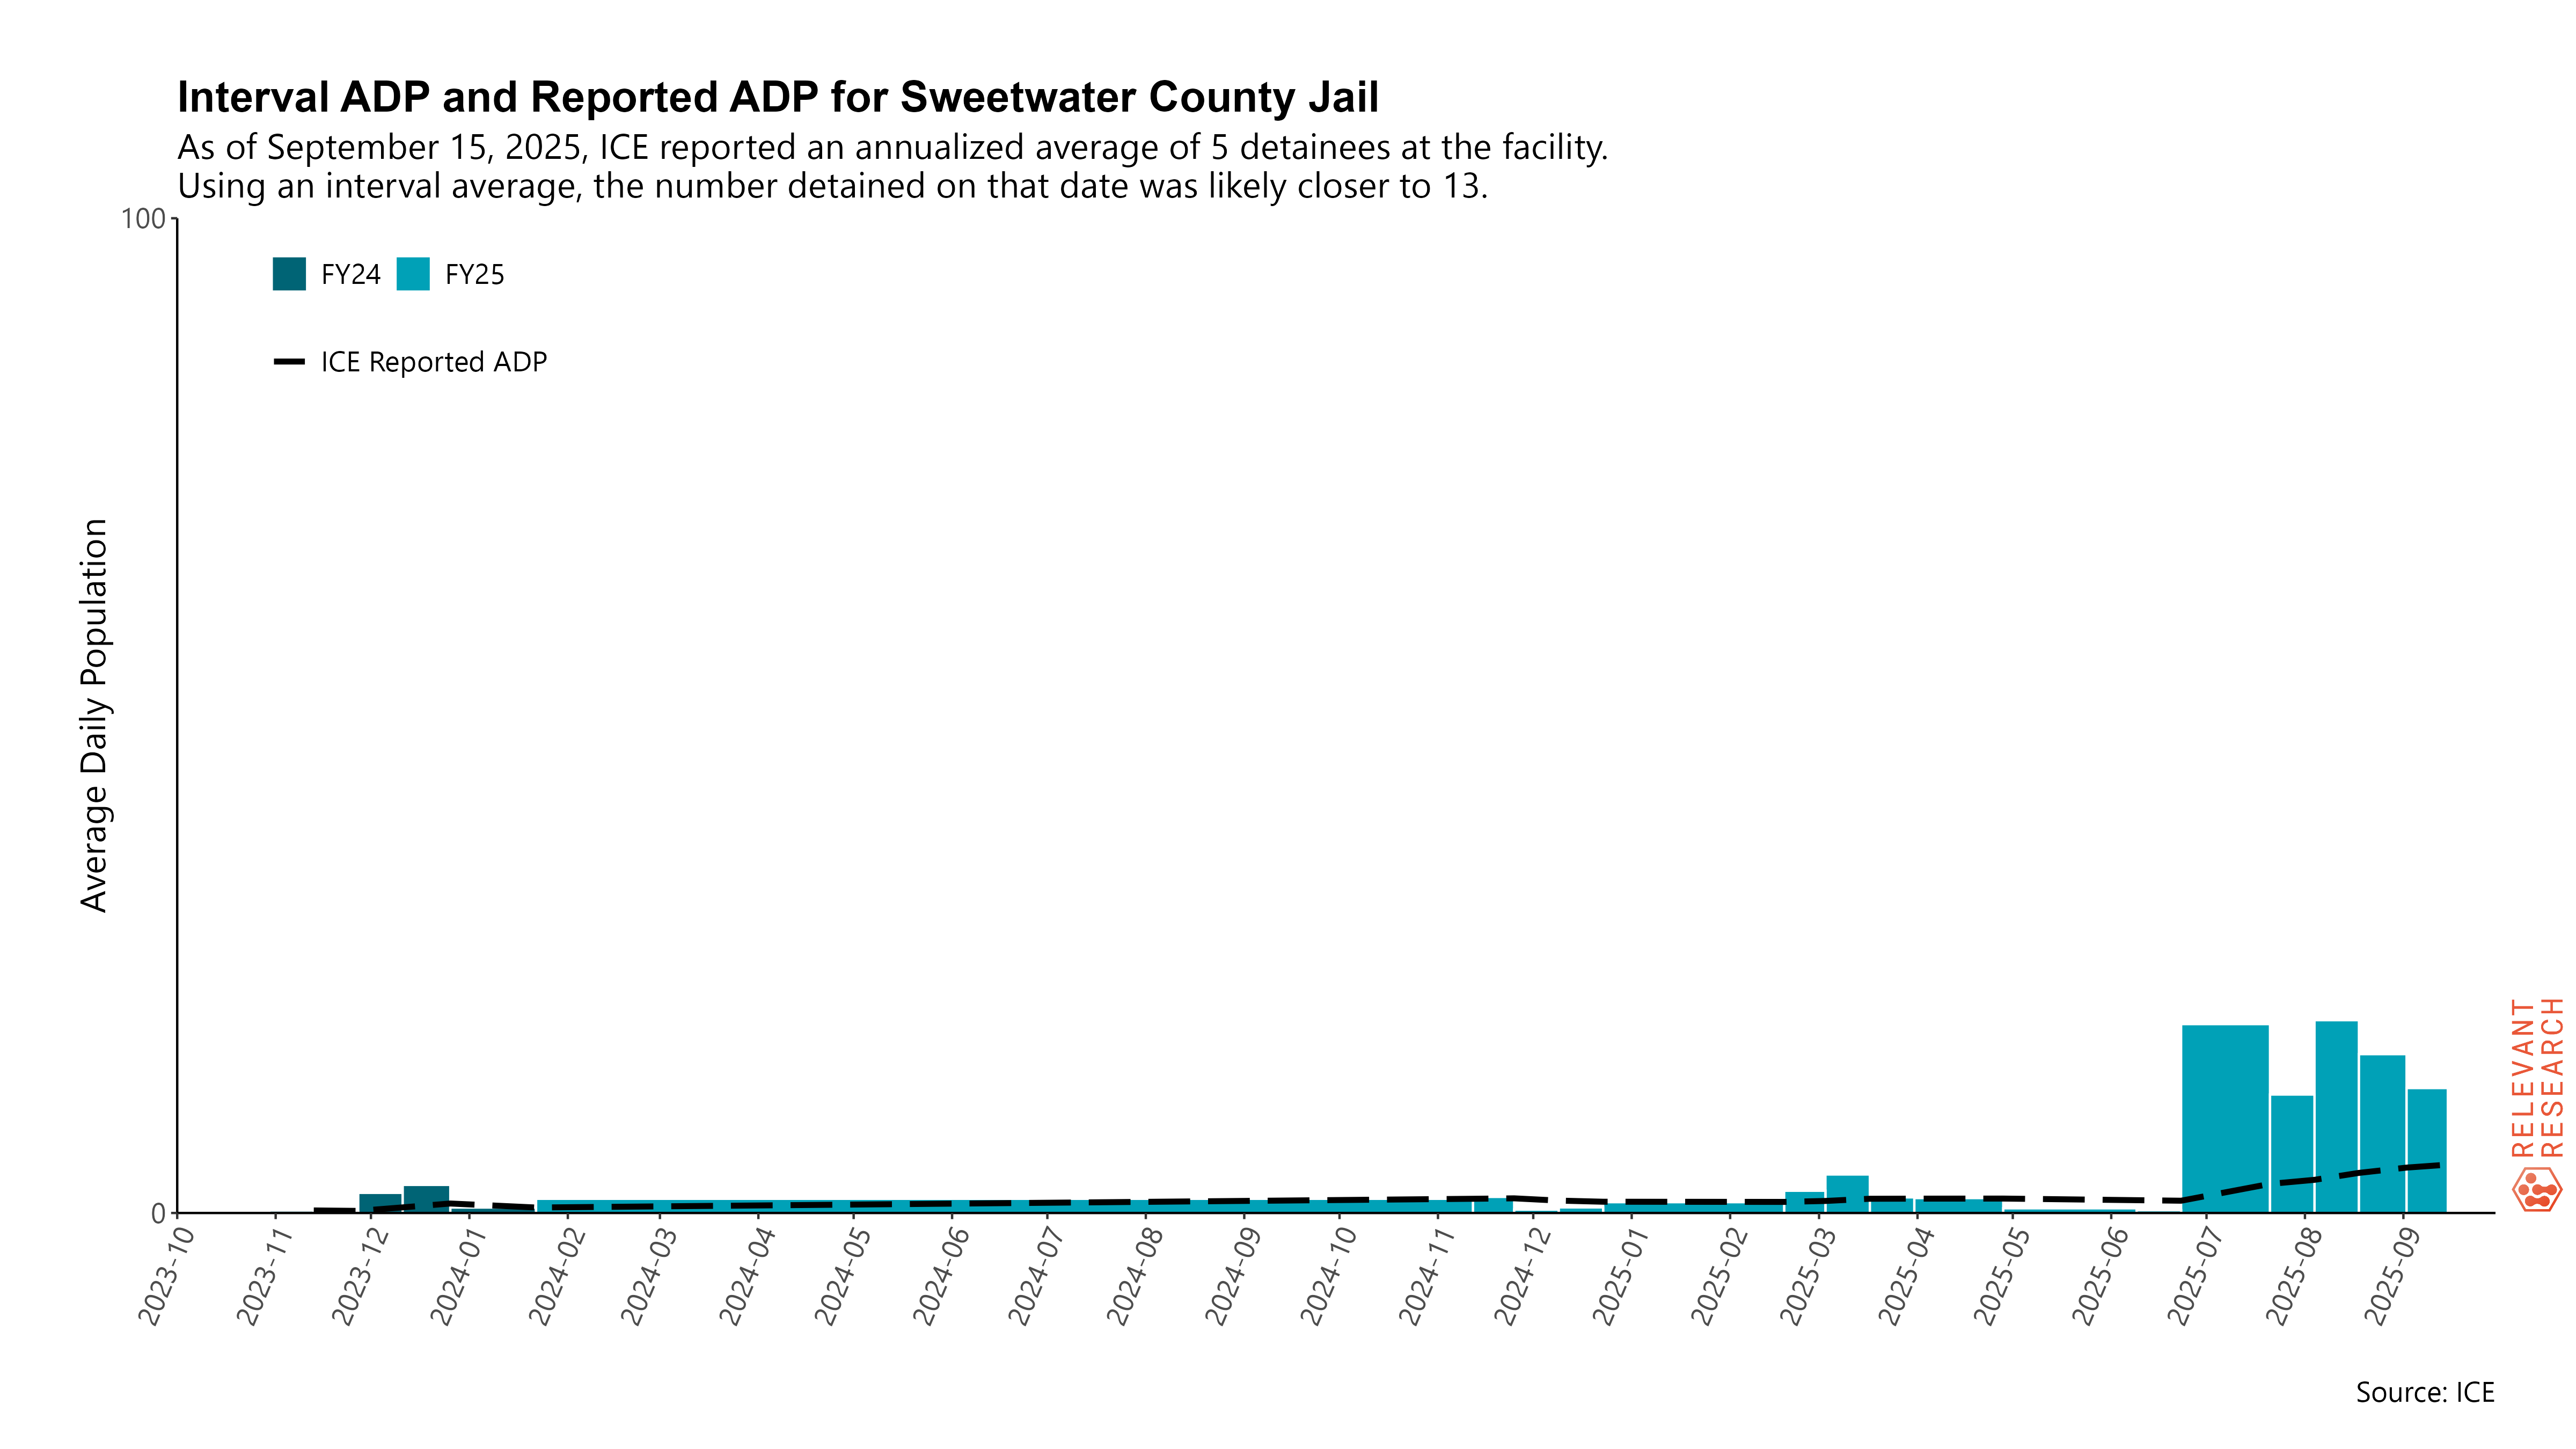 Interval ADP and Reported ADP for Sweetwater County Jail
As of September 15, 2025, ICE reported an annualized average of 5 detainees at the facility.
Using an interval average, the number detained on that date was likely closer to 13.
100
FY24 FY25
ICE Reported ADP
Average Daily Population
0
2023-10
2023-11
2023-12
2024-01
2024-02
2024-03
2024-04
2024-05
2024-06
2024-07
2024-08
2024-09
2024-10
2024-11
2024-12
2025-01
2025-02
2025-03
2025-04
2025-05
2025-06
2025-07
2025-08
2025-09
RELEVANT
RESEARCH
Source: ICE